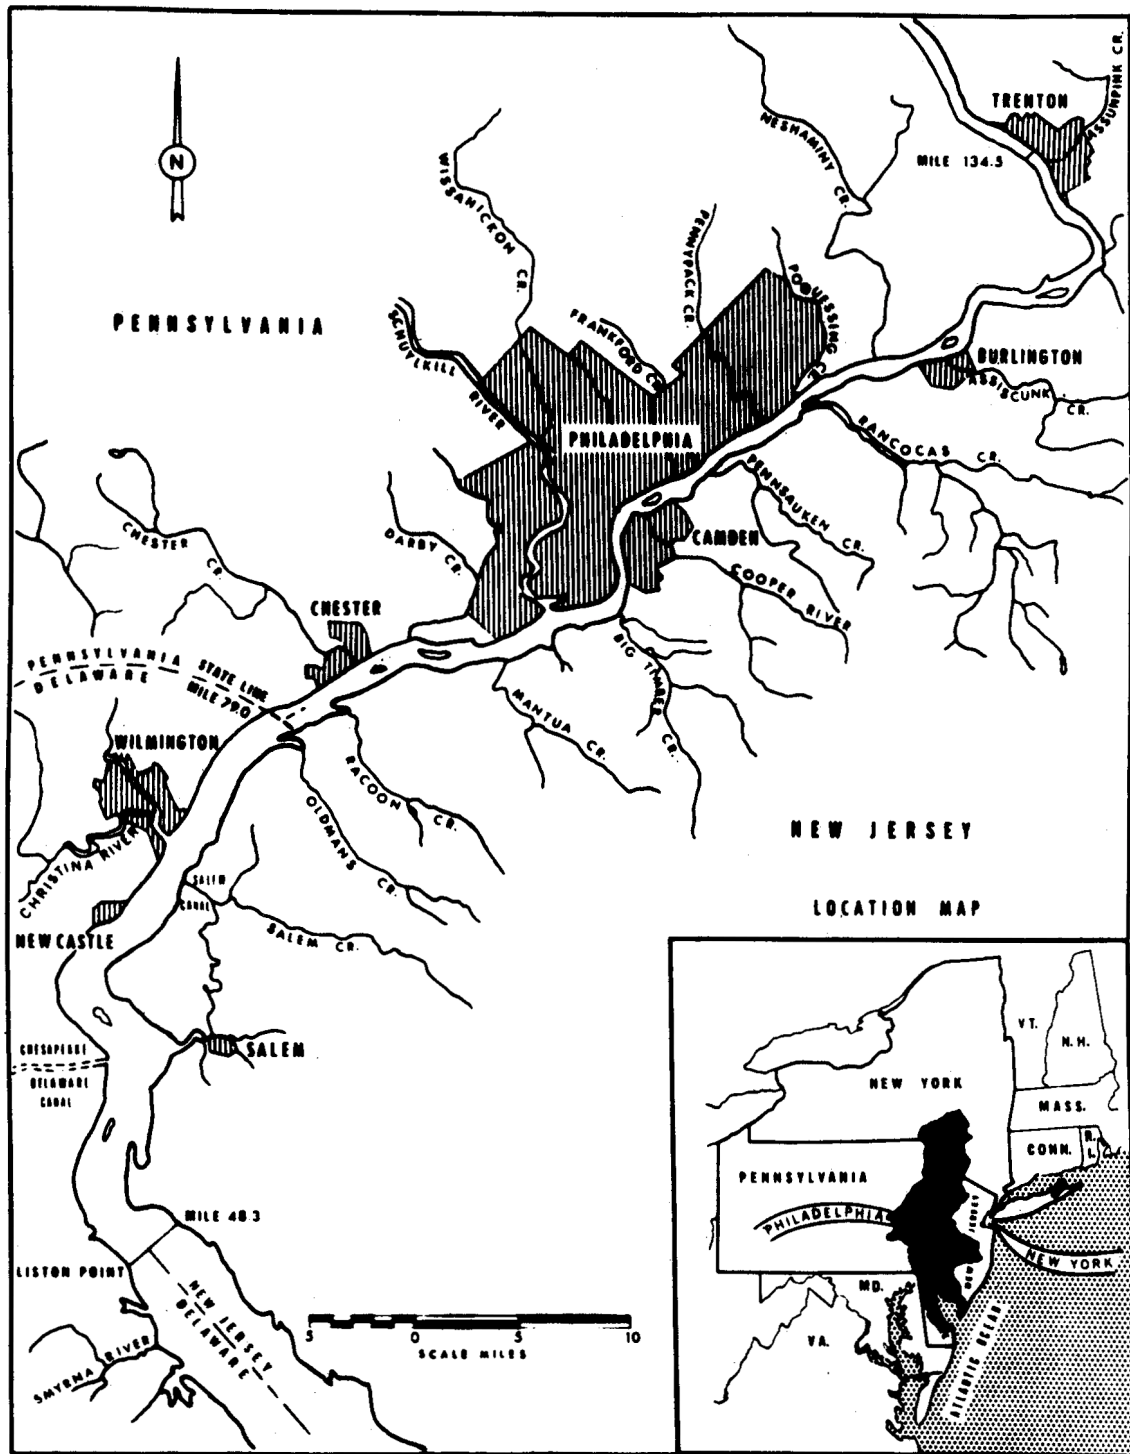 TRENTON
ASSUNPINK CR.
NESHAMINY CR.
MILE 134.5
WISSAHICKON CR.
PENNYPACK CR.
POQUESSING CR.
PENNSYLVANIA
SCHUYLKILL RIVER
FRANKFORD CR.
BURLINGTON
ASSISCUNK CR.
PHILADELPHIA
RANCOCAS CR.
PENNSAUKEN CR.
CHESTER CR.
DARBY CR.
CAMDEN
COOPER RIVER
CHESTER
BIG TIMBER CR.
PENNSYLVANIA
DELAWARE
STATE LINE
MILE 79.0
MANTUA CR.
WILMINGTON
RACOON CR.
OLDMANS CR.
NEW JERSEY
CHRISTINA RIVER
SALEM
CANAL
LOCATION MAP
NEW CASTLE
SALEM CR.
CHESAPEAKE
DELAWARE
CANAL
SALEM
MILE 48.3
LISTON POINT
NEW JERSEY
DELAWARE
SMYRNA RIVER
5 0 5 10
SCALE MILES
N
VT.
N.H.
NEW YORK
MASS.
CONN.
R.
I.
PENNSYLVANIA
PHILADELPHIA
NEW JERSEY
NEW YORK
MD.
VA.
ATLANTIC OCEAN